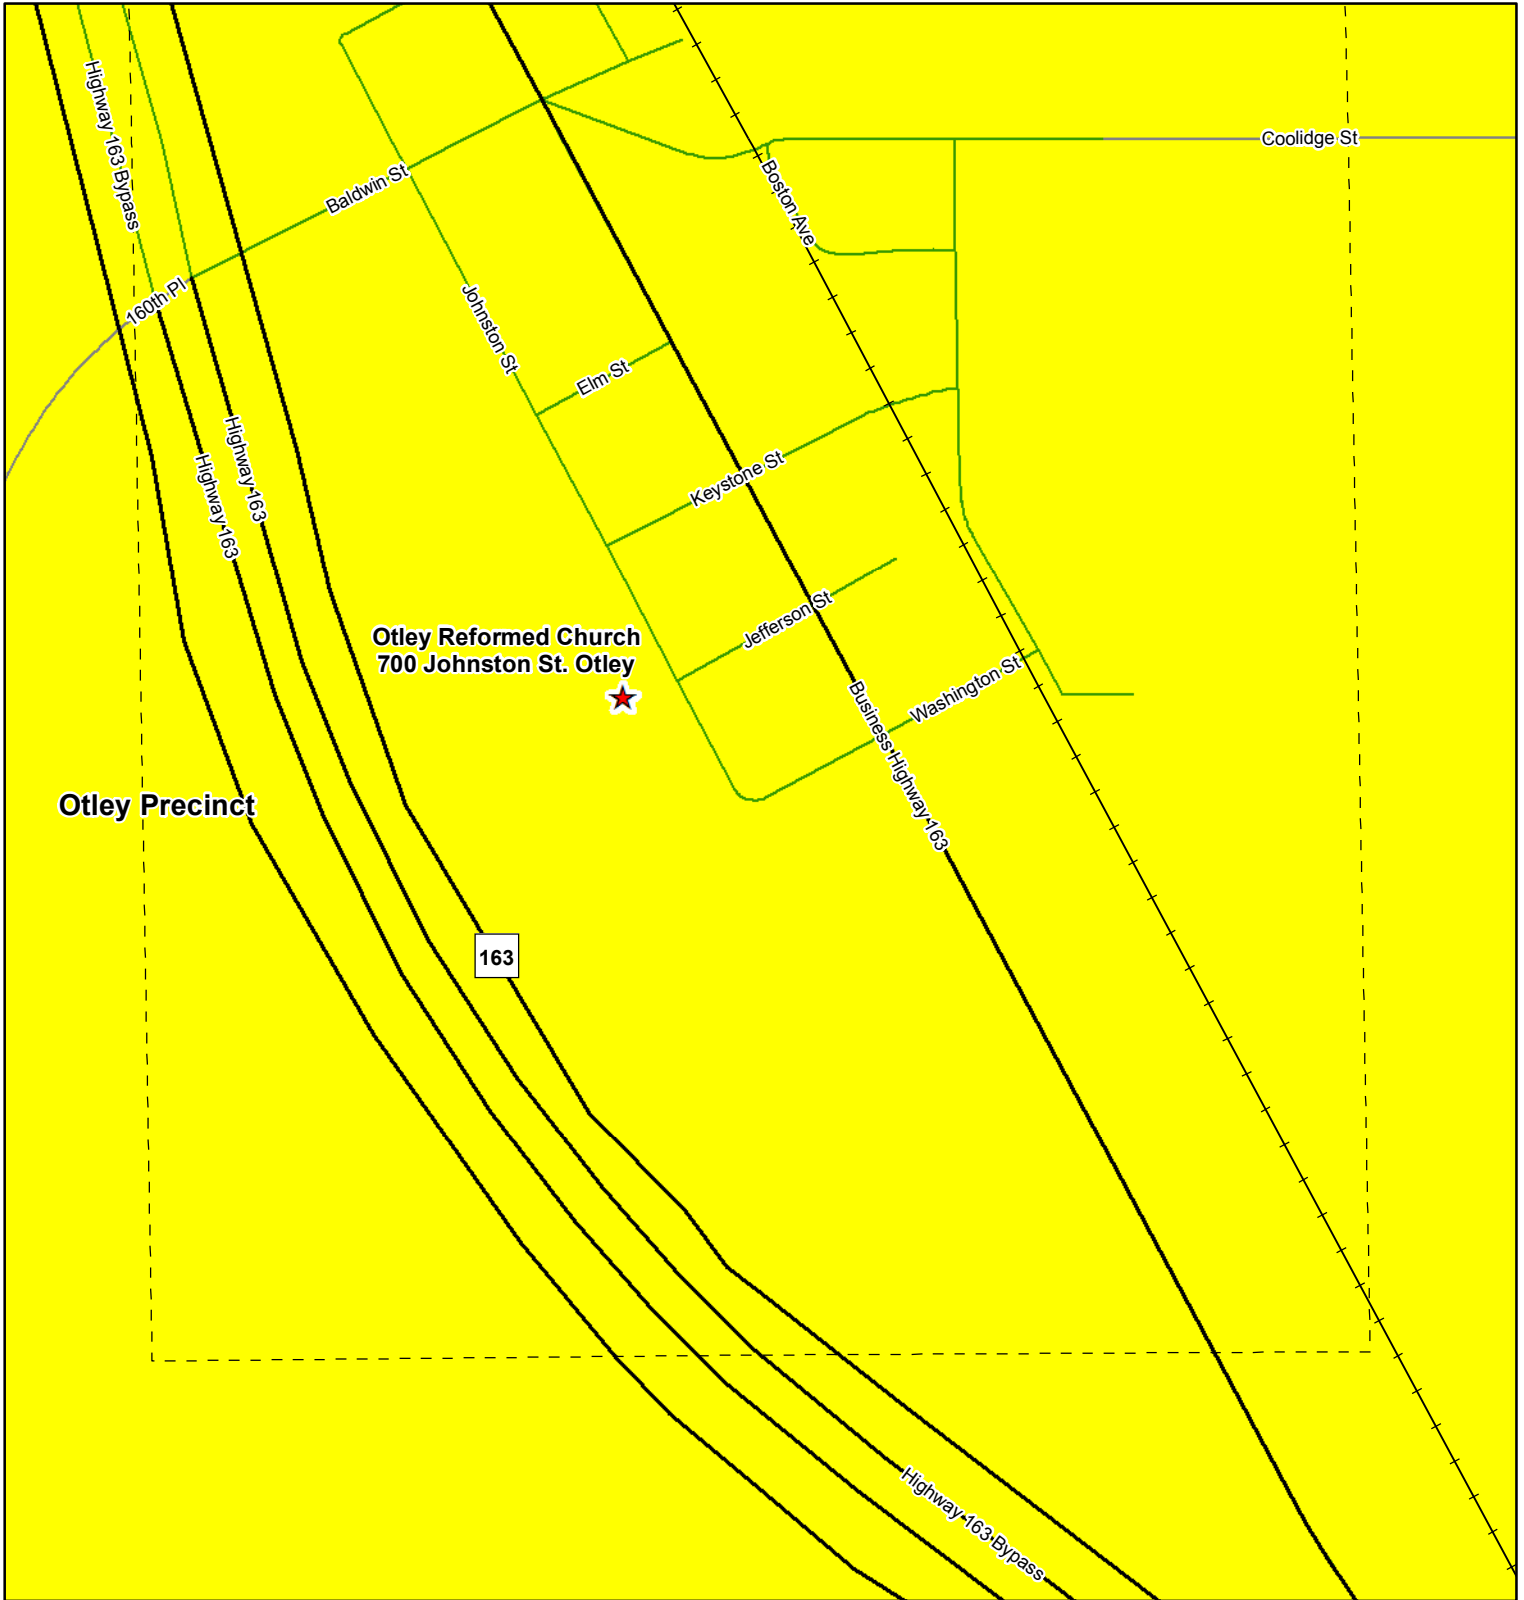 Highway 163 Bypass
Coolidge St
Baldwin St
Boston Ave
160th Pl
Johnston St
Elm St
Highway 163
Highway 163
Keystone St
Jefferson St
Otley Reformed Church
700 Johnston St. Otley
Washington St
Business Highway 163
Otley Precinct
163
Highway 163 Bypass